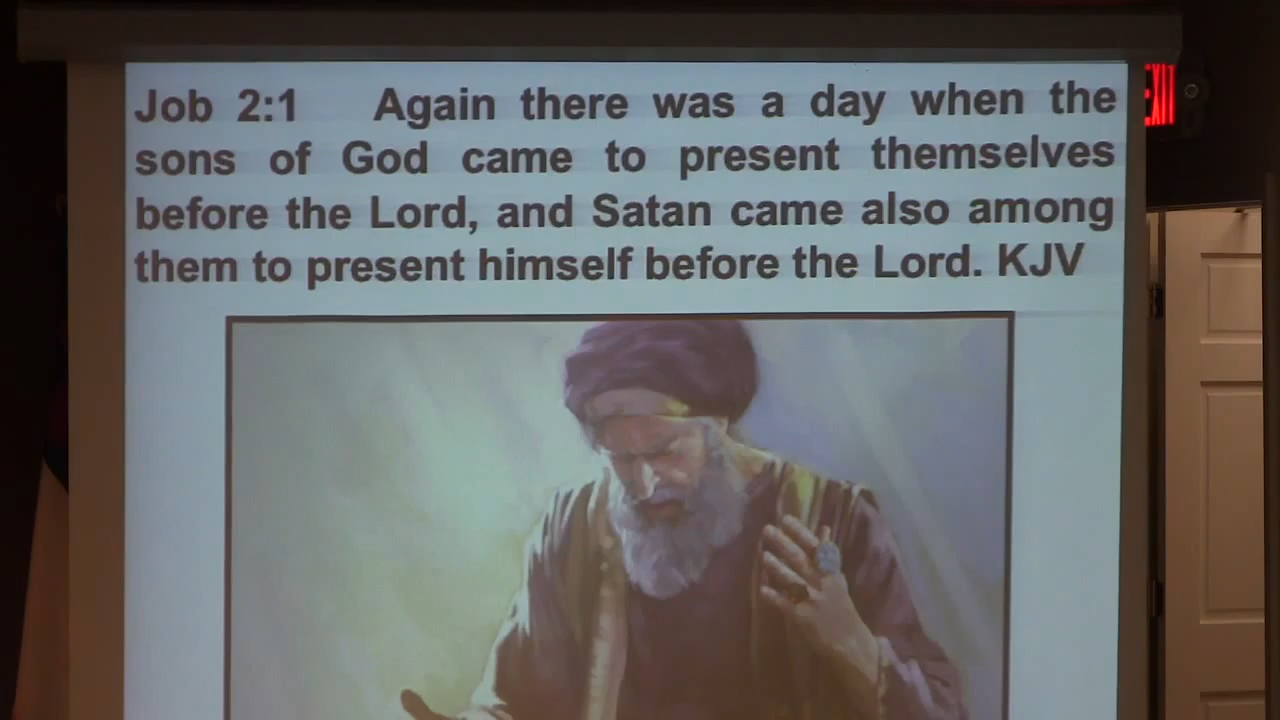 Job 2:1 Again there was a day when the
sons of God came to present themselves
before the Lord, and Satan came also among
them to present himself before the Lord. KJV
EXIT